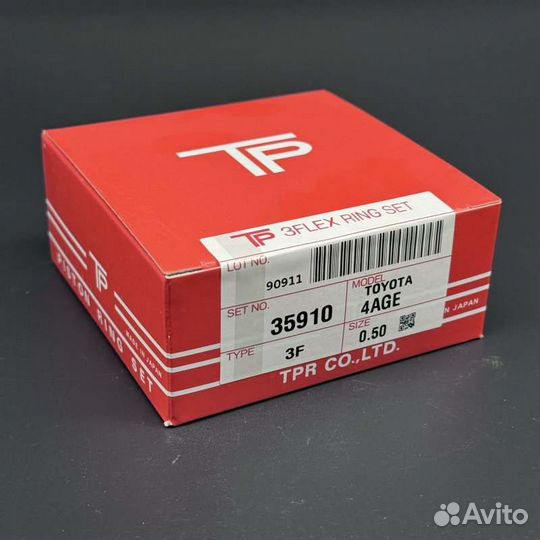 TP
TP 3FLEX RING SET
LOT NO. 90911
SET NO. 35910
MODEL TOYOTA 4AGE
TYPE 3F
SIZE 0.50
TPR CO.,LTD.
TP
PISTON RING SET
MADE IN JAPAN
E IN JAPAN
Avito